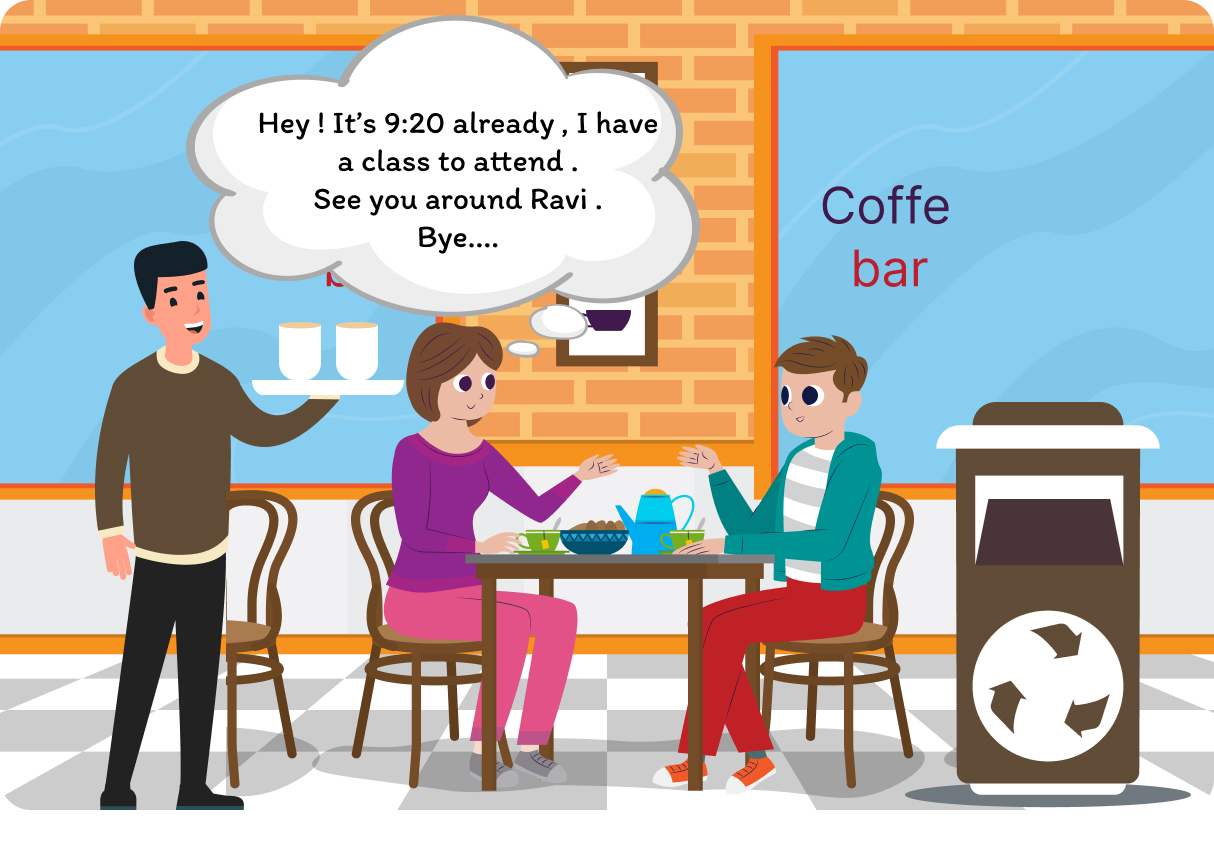 Hey ! It's 9:20 already , I have
a class to attend .
See you around Ravi .
Bye....
Coffe
bar